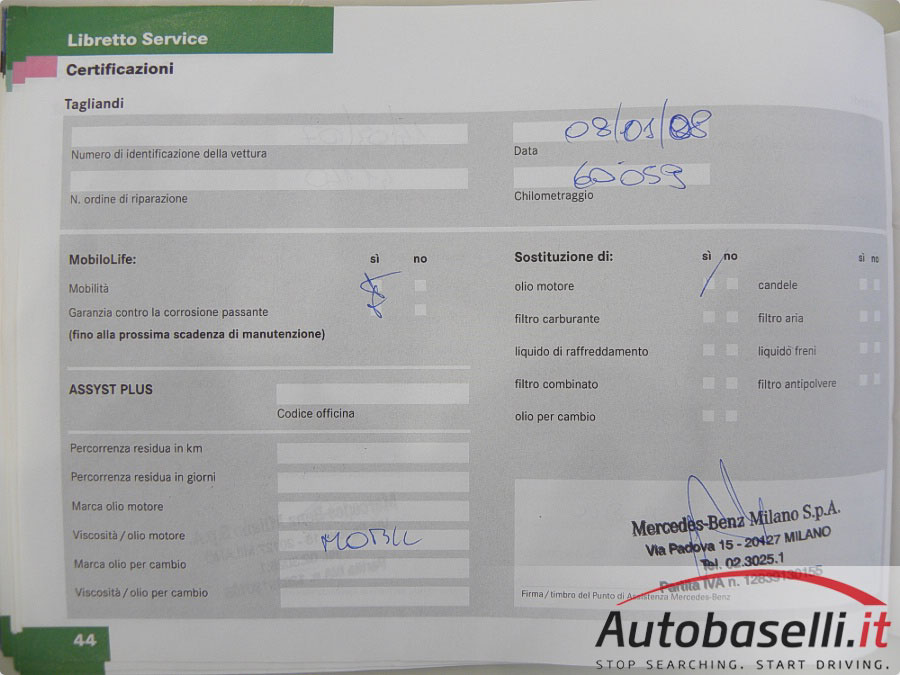 Libretto Service
Certificazioni
Tagliandi
Numero di identificazione della vettura
N. ordine di riparazione
08/01/08
Data
60059
Chilometraggio
MobiloLife: sì no
Mobilità
Garanzia contro la corrosione passante
(fino alla prossima scadenza di manutenzione)
Sostituzione di: sì no sì no
olio motore candele
filtro carburante filtro aria
liquido di raffreddamento liquido freni
filtro combinato filtro antipolvere
olio per cambio
ASSYST PLUS
Codice officina
Percorrenza residua in km
Percorrenza residua in giorni
Marca olio motore
Viscosità / olio motore MOBIL
Marca olio per cambio
Viscosità / olio per cambio
Mercedes-Benz Milano S.p.A.
Via Padova 15 - 20127 MILANO
Tel. 02.3025.1
Partita IVA n. 12839130155
Firma / timbro del Punto di Assistenza Mercedes-Benz
44
Autobaselli.it
STOP SEARCHING. START DRIVING.